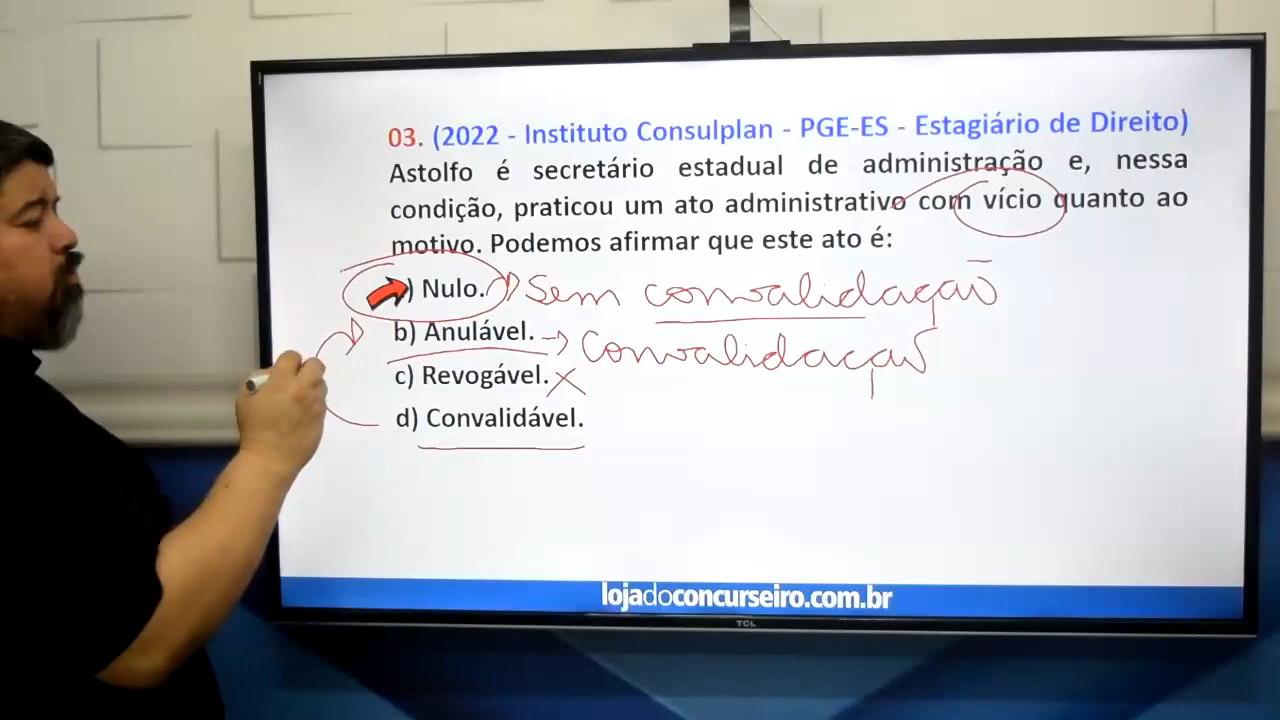 03. (2022 - Instituto Consulplan - PGE-ES - Estagiário de Direito)
Astolfo é secretário estadual de administração e, nessa
condição, praticou um ato administrativo com vício quanto ao
motivo. Podemos afirmar que este ato é:
) Nulo. Sem convalidação
b) Anulável. → Convalidação
c) Revogável. X
d) Convalidável.
lojadoconcurseiro.com.br
TCL